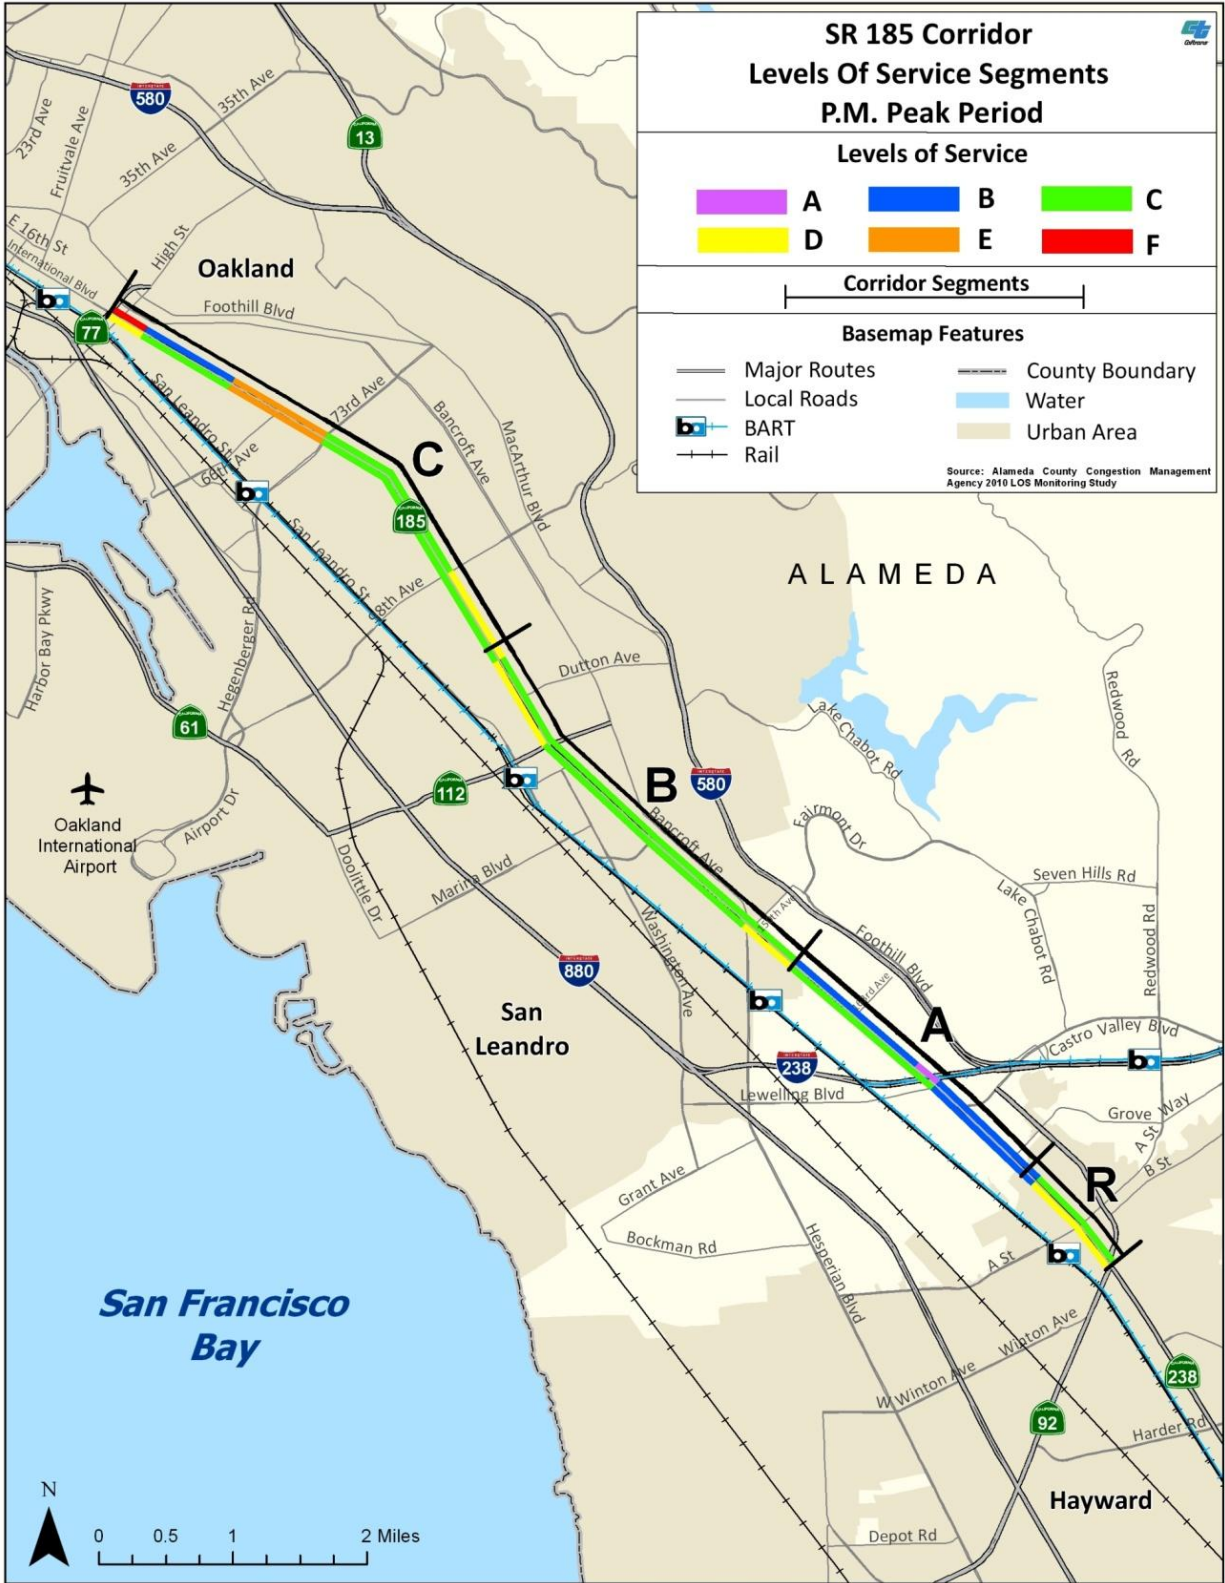 SR 185 Corridor
Levels Of Service Segments
P.M. Peak Period
Caltrans
Levels of Service
A
B
C
D
E
F
Corridor Segments
Basemap Features
Major Routes
Local Roads
BART
Rail
County Boundary
Water
Urban Area
Source: Alameda County Congestion Management
Agency 2010 LOS Monitoring Study
INTERSTATE
580
CALIFORNIA
13
23rd Ave
Fruitvale Ave
35th Ave
35th Ave
High St
E 16th St
International Blvd
Oakland
Foothill Blvd
77
73rd Ave
San Leandro St
66th Ave
Bancroft Ave
MacArthur Blvd
C
185
San Leandro St
98th Ave
ALAMEDA
Harbor Bay Pkwy
Hegenberger Rd
61
Dutton Ave
Lake Chabot Rd
Redwood Rd
B
580
112
Oakland
International
Airport
Airport Dr
Doolittle Dr
Marina Blvd
Bancroft Ave
Fairmont Dr
Seven Hills Rd
Lake Chabot Rd
Redwood Rd
150th Ave
Foothill Blvd
Washington Ave
880
San
Leandro
A
Castro Valley Blvd
238
Lewelling Blvd
Grove Way
A St
B St
R
Grant Ave
Bockman Rd
Hesperian Blvd
A St
San Francisco
Bay
Winton Ave
W Winton Ave
238
92
Harder Rd
Hayward
Depot Rd
N
0 0.5 1 2 Miles